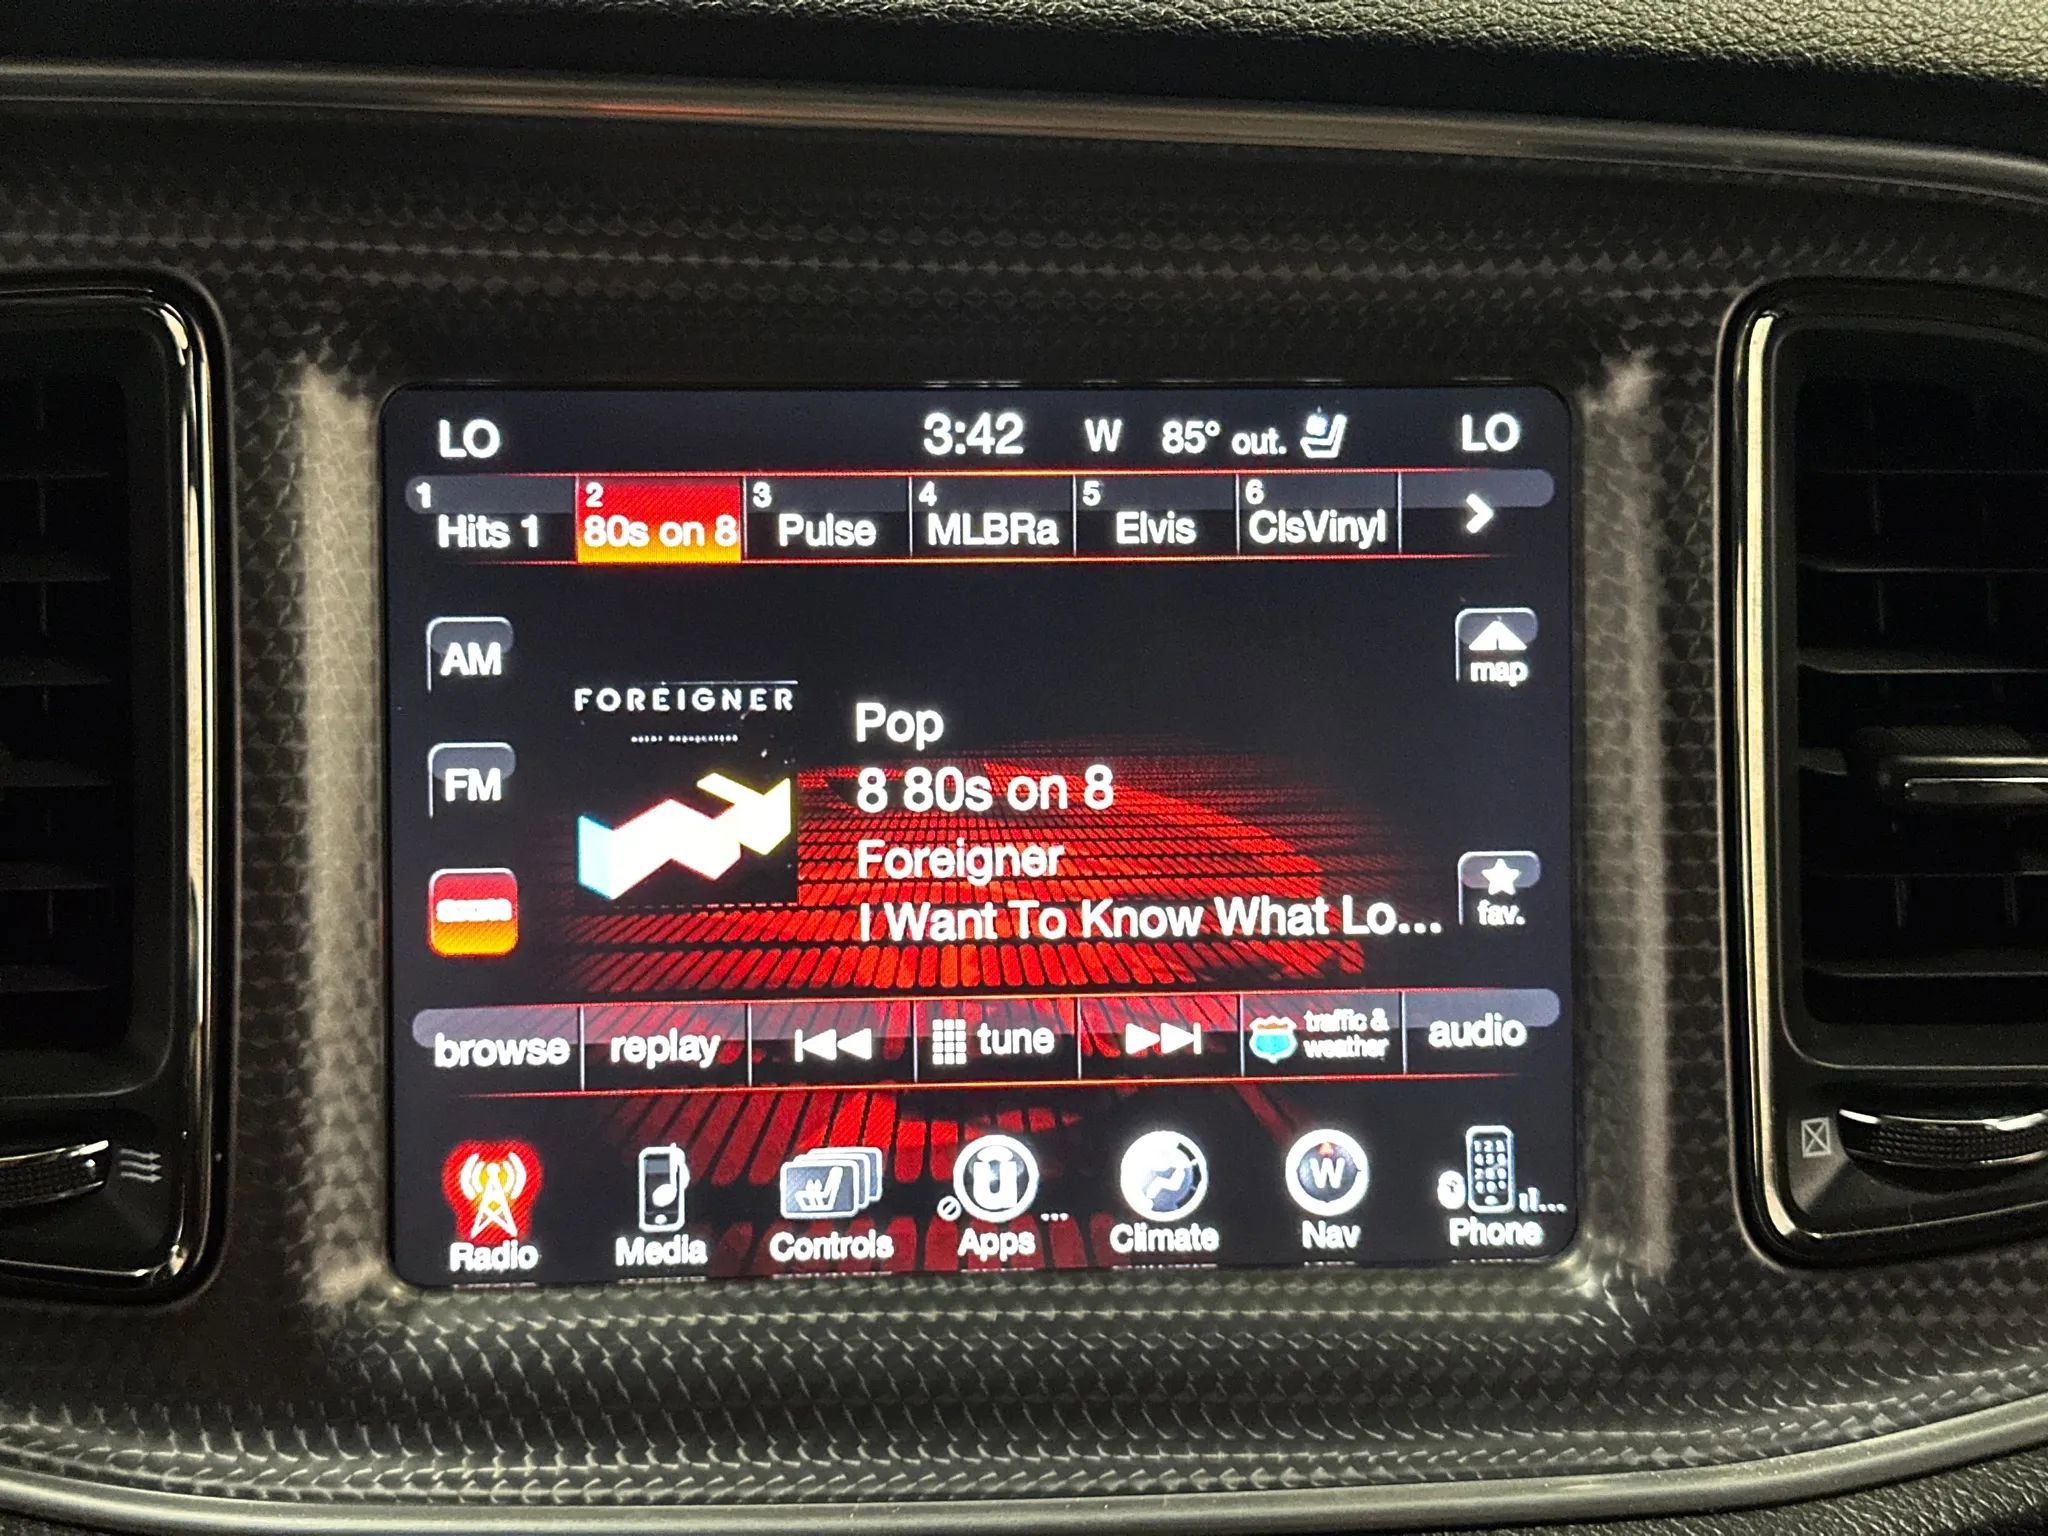 LO 3:42 W 85° out. LO
1 2 3 4 5 6
Hits 1 80s on 8 Pulse MLBRa Elvis ClsVinyl
AM
map
FOREIGNER
Pop
FM
8 80s on 8
Foreigner
fav.
I Want To Know What Lo...
browse replay tune traffic & weather audio
W
Radio Media Controls Apps Climate Nav Phone